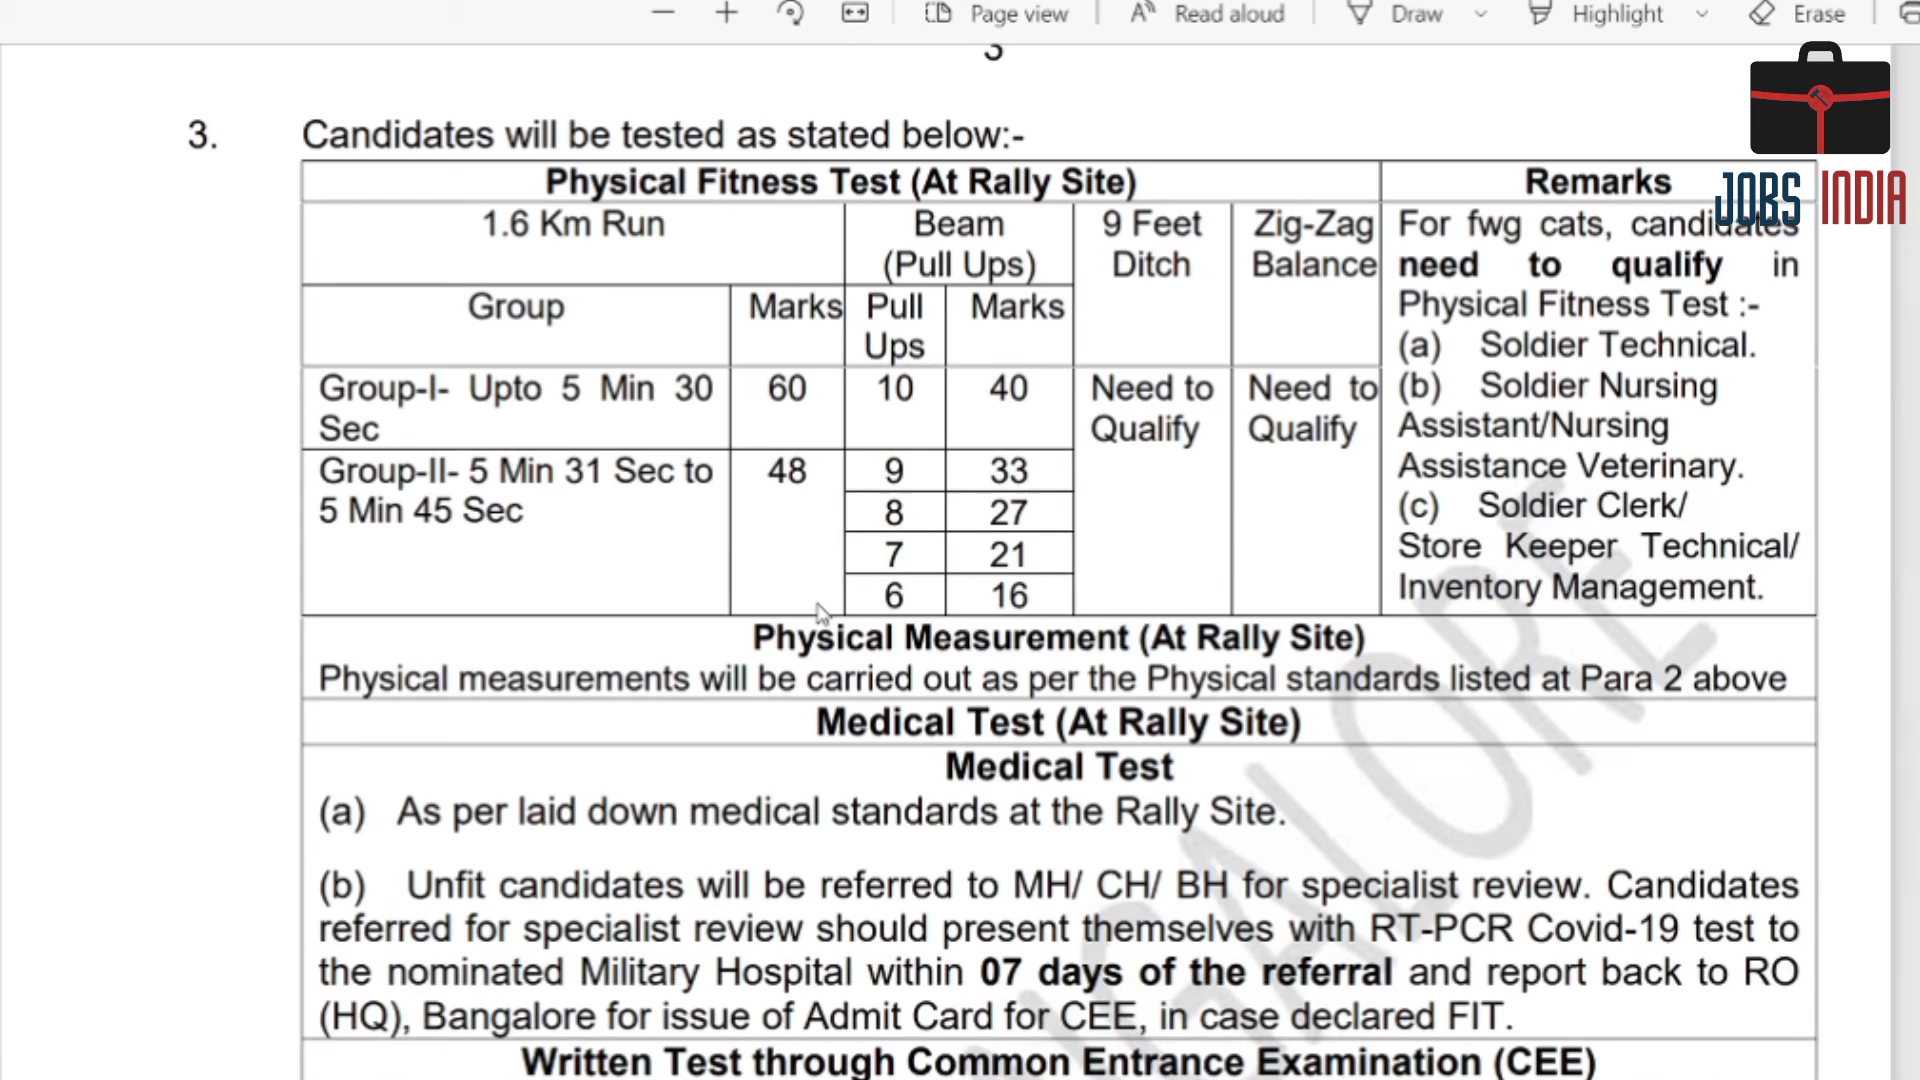 Page view
Read aloud
Draw
Highlight
Erase
3
JOBS INDIA
3. Candidates will be tested as stated below:-
Physical Fitness Test (At Rally Site)
Remarks
1.6 Km Run
Beam
(Pull Ups)
9 Feet
Ditch
Zig-Zag
Balance
Group
Marks
Pull
Ups
Marks
Group-I- Upto 5 Min 30
Sec
60
10
40
Need to
Qualify
Need to
Qualify
Group-II- 5 Min 31 Sec to
5 Min 45 Sec
48
9
33
8
27
7
21
6
16
For fwg cats, candidates
need to qualify in
Physical Fitness Test :-
(a) Soldier Technical.
(b) Soldier Nursing
Assistant/Nursing
Assistance Veterinary.
(c) Soldier Clerk/
Store Keeper Technical/
Inventory Management.
Physical Measurement (At Rally Site)
Physical measurements will be carried out as per the Physical standards listed at Para 2 above
Medical Test (At Rally Site)
Medical Test
(a) As per laid down medical standards at the Rally Site.
(b) Unfit candidates will be referred to MH/ CH/ BH for specialist review. Candidates
referred for specialist review should present themselves with RT-PCR Covid-19 test to
the nominated Military Hospital within 07 days of the referral and report back to RO
(HQ), Bangalore for issue of Admit Card for CEE, in case declared FIT.
Written Test through Common Entrance Examination (CEE)
NGALORE